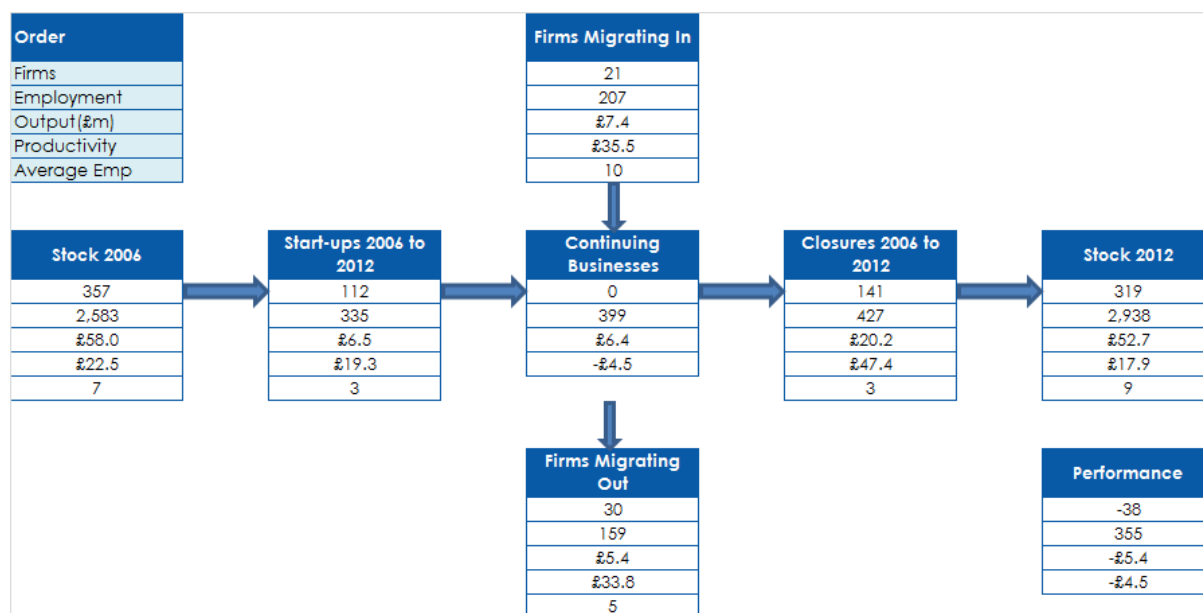 Order
Firms
Employment
Output(£m)
Productivity
Average Emp
Firms Migrating In
21
207
£7.4
£35.5
10
Stock 2006
357
2,583
£58.0
£22.5
7
Start-ups 2006 to
2012
112
335
£6.5
£19.3
3
Continuing
Businesses
0
399
£6.4
-£4.5
Closures 2006 to
2012
141
427
£20.2
£47.4
3
Stock 2012
319
2,938
£52.7
£17.9
9
Firms Migrating
Out
30
159
£5.4
£33.8
5
Performance
-38
355
-£5.4
-£4.5